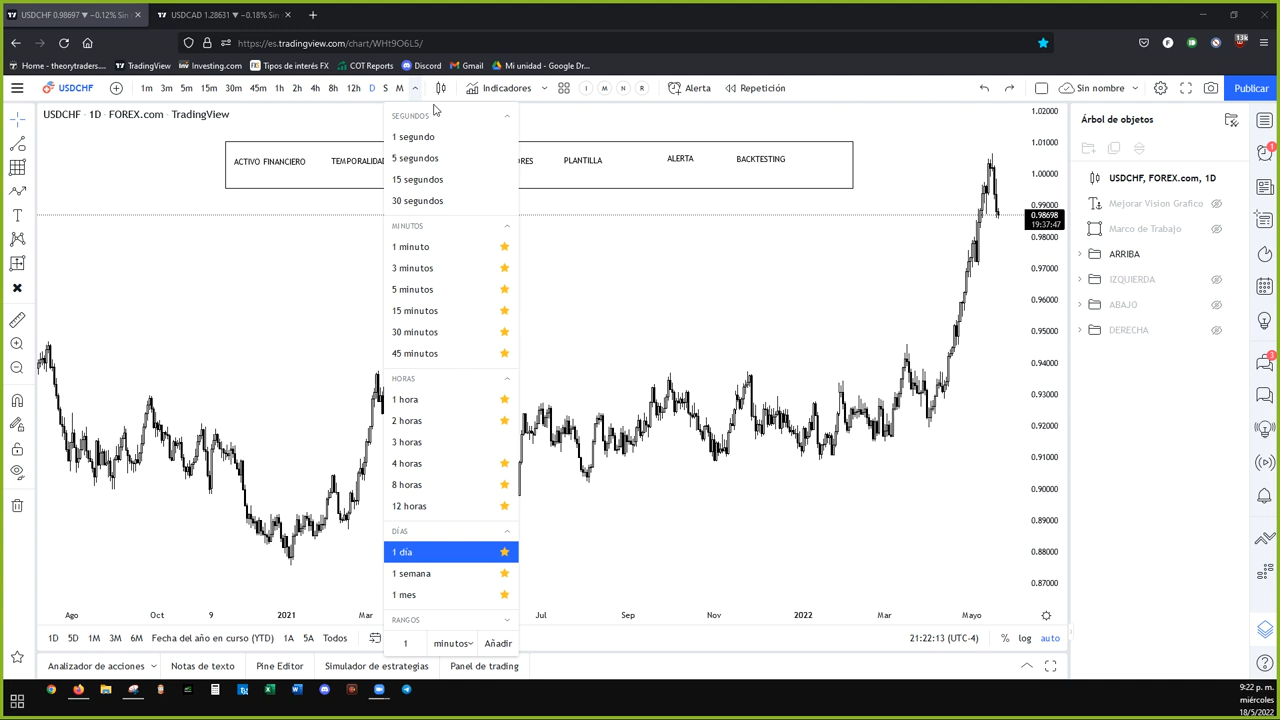 USDCHF 0.98697 ▼ −0.12% Sin
USDCAD 1.28631 ▼ −0.18% Sin
https://es.tradingview.com/chart/WHt9O6L5/
13k
Home - theorytraders....
TradingView
Investing.com
Tipos de interés FX
COT Reports
Discord
Gmail
Mi unidad - Google Dr...
USDCHF
1m 3m 5m 15m 30m 45m 1h 2h 4h 8h 12h D S M
Indicadores
I M N R
Alerta
Repetición
Sin nombre
Publicar
USDCHF · 1D · FOREX.com · TradingView
ACTIVO FINANCIERO
PLANTILLA
ALERTA
BACKTESTING
SEGUNDOS
1 segundo
5 segundos
15 segundos
30 segundos
MINUTOS
1 minuto
3 minutos
5 minutos
15 minutos
30 minutos
45 minutos
HORAS
1 hora
2 horas
3 horas
4 horas
8 horas
12 horas
DÍAS
1 día
1 semana
1 mes
RANGOS
1 minutos Añadir
1.02000
1.01000
1.00000
0.99000
0.98698
19:37:47
0.98000
0.97000
0.96000
0.95000
0.94000
0.93000
0.92000
0.91000
0.90000
0.89000
0.88000
0.87000
Árbol de objetos
USDCHF, FOREX.com, 1D
Mejorar Vision Grafico
Marco de Trabajo
ARRIBA
IZQUIERDA
ABAJO
DERECHA
3
Ago Oct 9 2021 Mar Jul Sep Nov 2022 Mar Mayo
1D 5D 1M 3M 6M Fecha del año en curso (YTD) 1A 5A Todos
21:22:13 (UTC-4) % log auto
Analizador de acciones
Notas de texto
Pine Editor
Simulador de estrategias
Panel de trading
9:22 p. m.
miércoles
18/5/2022